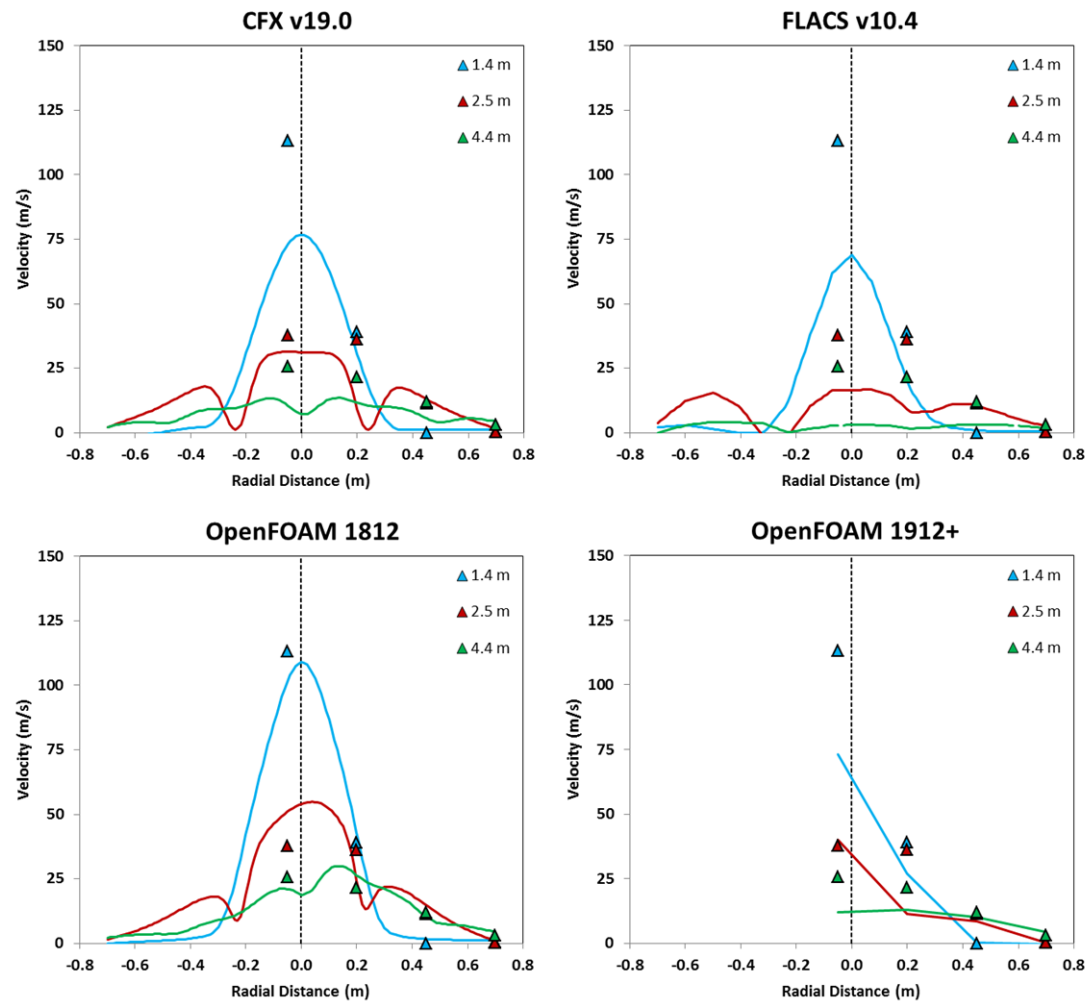 CFX v19.0
150
125
100
75
50
25
0
Velocity (m/s)
1.4 m
2.5 m
4.4 m
-0.8 -0.6 -0.4 -0.2 0.0 0.2 0.4 0.6 0.8
Radial Distance (m)
FLACS v10.4
150
125
100
75
50
25
0
Velocity (m/s)
1.4 m
2.5 m
4.4 m
-0.8 -0.6 -0.4 -0.2 0.0 0.2 0.4 0.6 0.8
Radial Distance (m)
OpenFOAM 1812
150
125
100
75
50
25
0
Velocity (m/s)
1.4 m
2.5 m
4.4 m
-0.8 -0.6 -0.4 -0.2 0.0 0.2 0.4 0.6 0.8
Radial Distance (m)
OpenFOAM 1912+
150
125
100
75
50
25
0
Velocity (m/s)
1.4 m
2.5 m
4.4 m
-0.8 -0.6 -0.4 -0.2 0.0 0.2 0.4 0.6 0.8
Radial Distance (m)